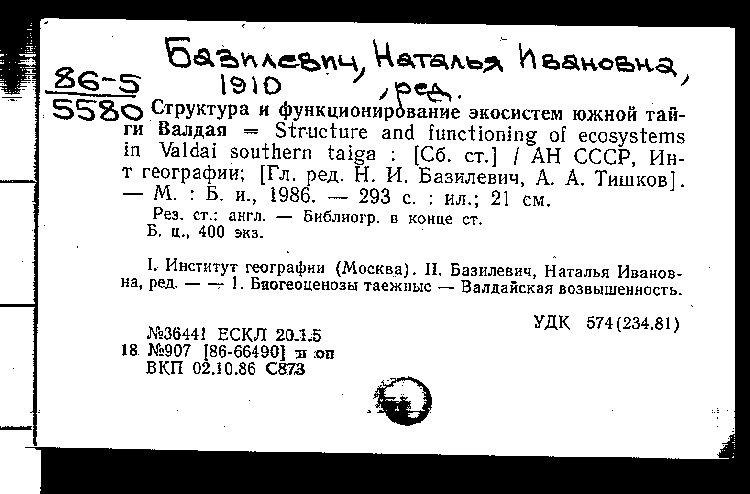 Базилевич, Наталья Ивановна,
1910 , ред.
86-5
5580
Структура и функционирование экосистем южной тай-
ги Валдая = Structure and functioning of ecosystems
in Valdai southern taiga : [Сб. ст.] / АН СССР, Ин-
т географии; [Гл. ред. Н. И. Базилевич, А. А. Тишков].
— М. : Б. и., 1986. — 293 с. : ил.; 21 см.
Рез. ст.: англ. — Библиогр. в конце ст.
Б. ц., 400 экз.
I. Институт географии (Москва). II. Базилевич, Наталья Иванов-
на, ред. — — 1. Биогеоценозы таежные — Валдайская возвышенность.
УДК 574(234.81)
№36441 ЕСКЛ 20.1.5
18 №907 [86-66490] п оп
ВКП 02.10.86 С873